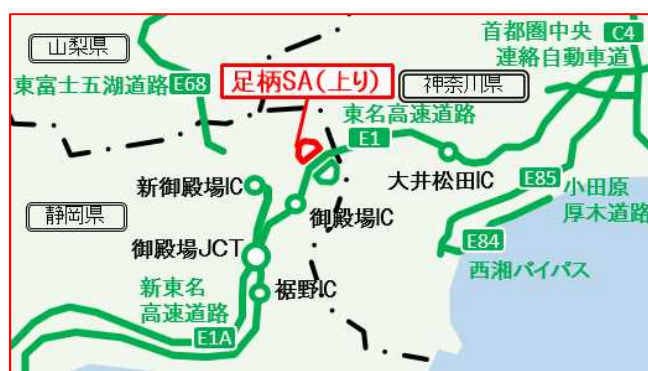 首都圏中央
連絡自動車道
C4
山梨県
東富士五湖道路
E68
足柄SA(上り)
神奈川県
東名高速道路
E1
新御殿場IC
大井松田IC
E85
小田原
厚木道路
静岡県
御殿場IC
御殿場JCT
E84
西湘バイパス
新東名
高速道路
裾野IC
E1A